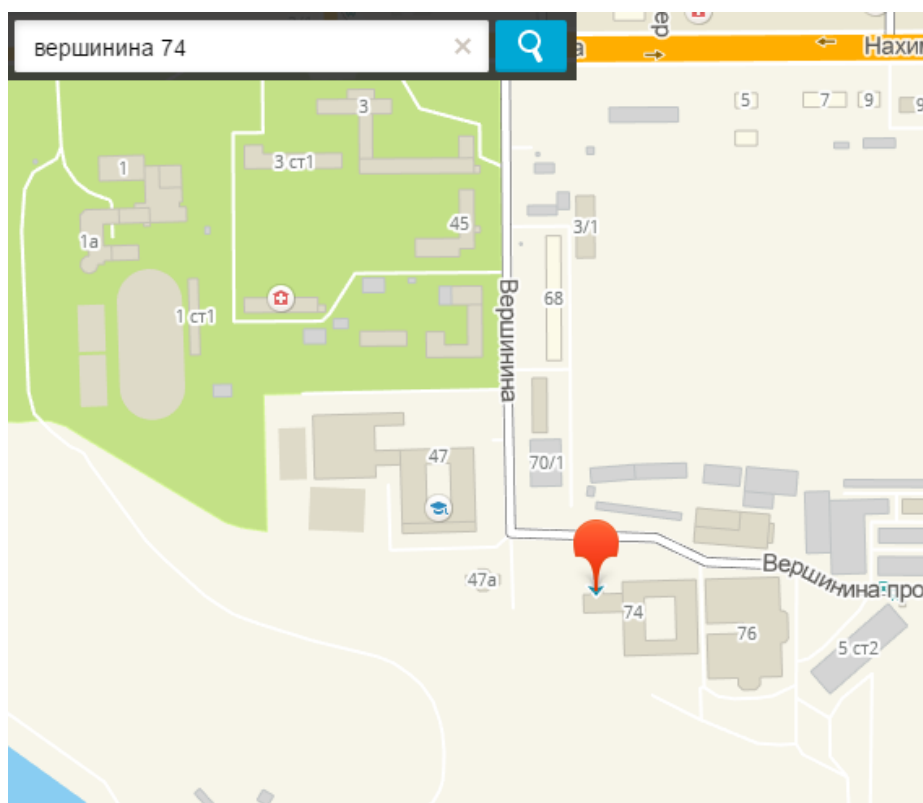 вершинина 74
Нахим
5
7
9
9
3
3 ст1
1
45
3/1
1а
68
1 ст1
Вершинина
47
70/1
47а
Вершинина
про
74
76
5 ст2